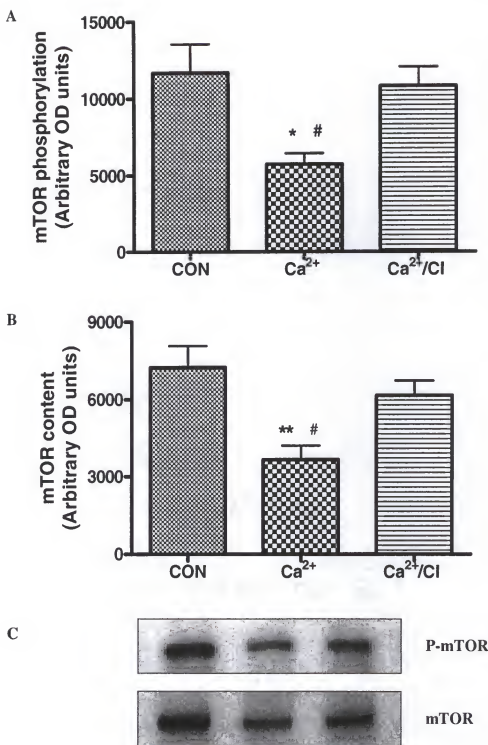 A
mTOR phosphorylation
(Arbitrary OD units)
15000
10000
5000
0
* #
CON
Ca²⁺
Ca²⁺/CI
B
mTOR content
(Arbitrary OD units)
9000
6000
3000
0
** #
CON
Ca²⁺
Ca²⁺/CI
C
P-mTOR
mTOR